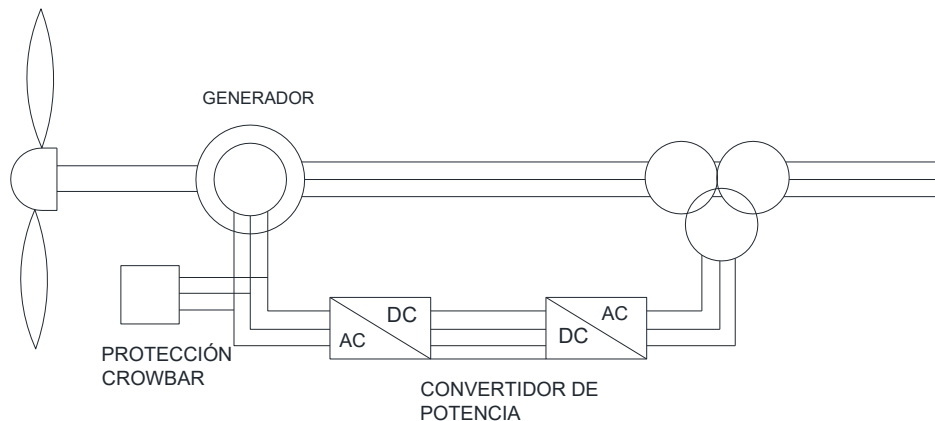 GENERADOR
DC
AC
AC
DC
PROTECCIÓN
CROWBAR
CONVERTIDOR DE
POTENCIA